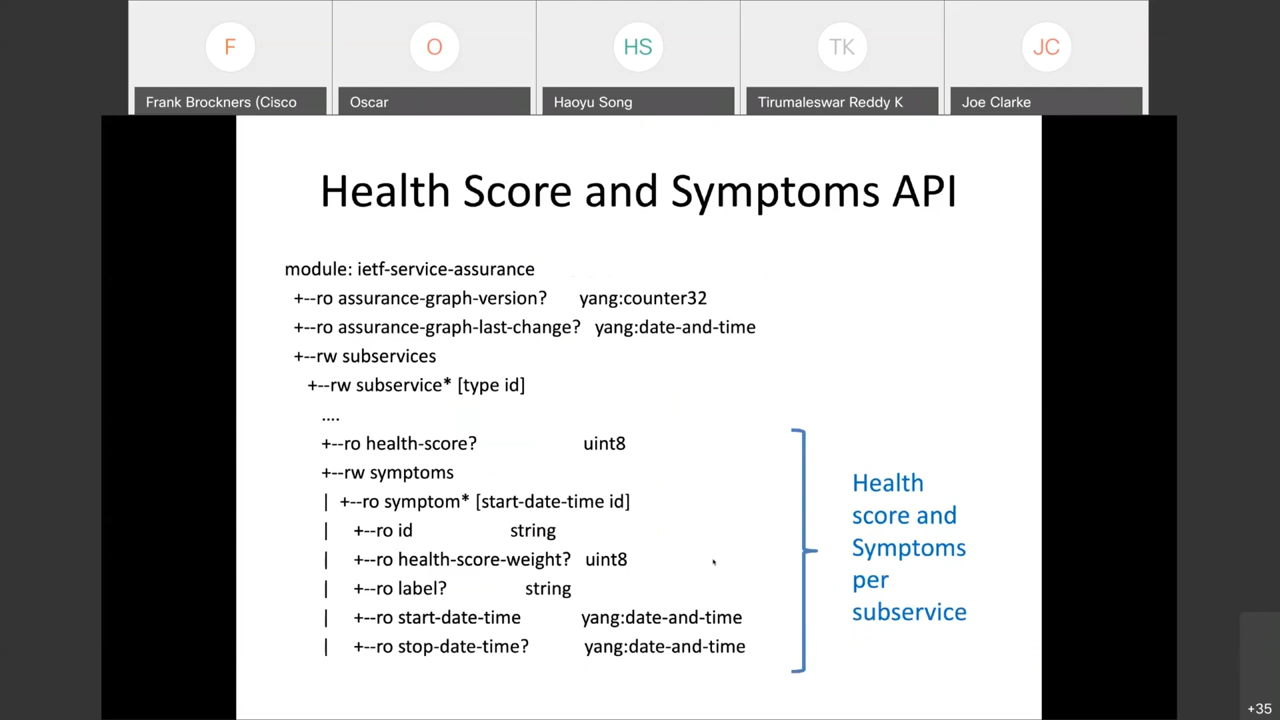 F
O
HS
TK
JC
Frank Brockners (Cisco
Oscar
Haoyu Song
Tirumaleswar Reddy K
Joe Clarke
Health Score and Symptoms API
module: ietf-service-assurance
+--ro assurance-graph-version? yang:counter32
+--ro assurance-graph-last-change? yang:date-and-time
+--rw subservices
+--rw subservice* [type id]
....
+--ro health-score? uint8
+--rw symptoms
| +--ro symptom* [start-date-time id]
| +--ro id string
| +--ro health-score-weight? uint8
| +--ro label? string
| +--ro start-date-time yang:date-and-time
| +--ro stop-date-time? yang:date-and-time
Health
score and
Symptoms
per
subservice
+35